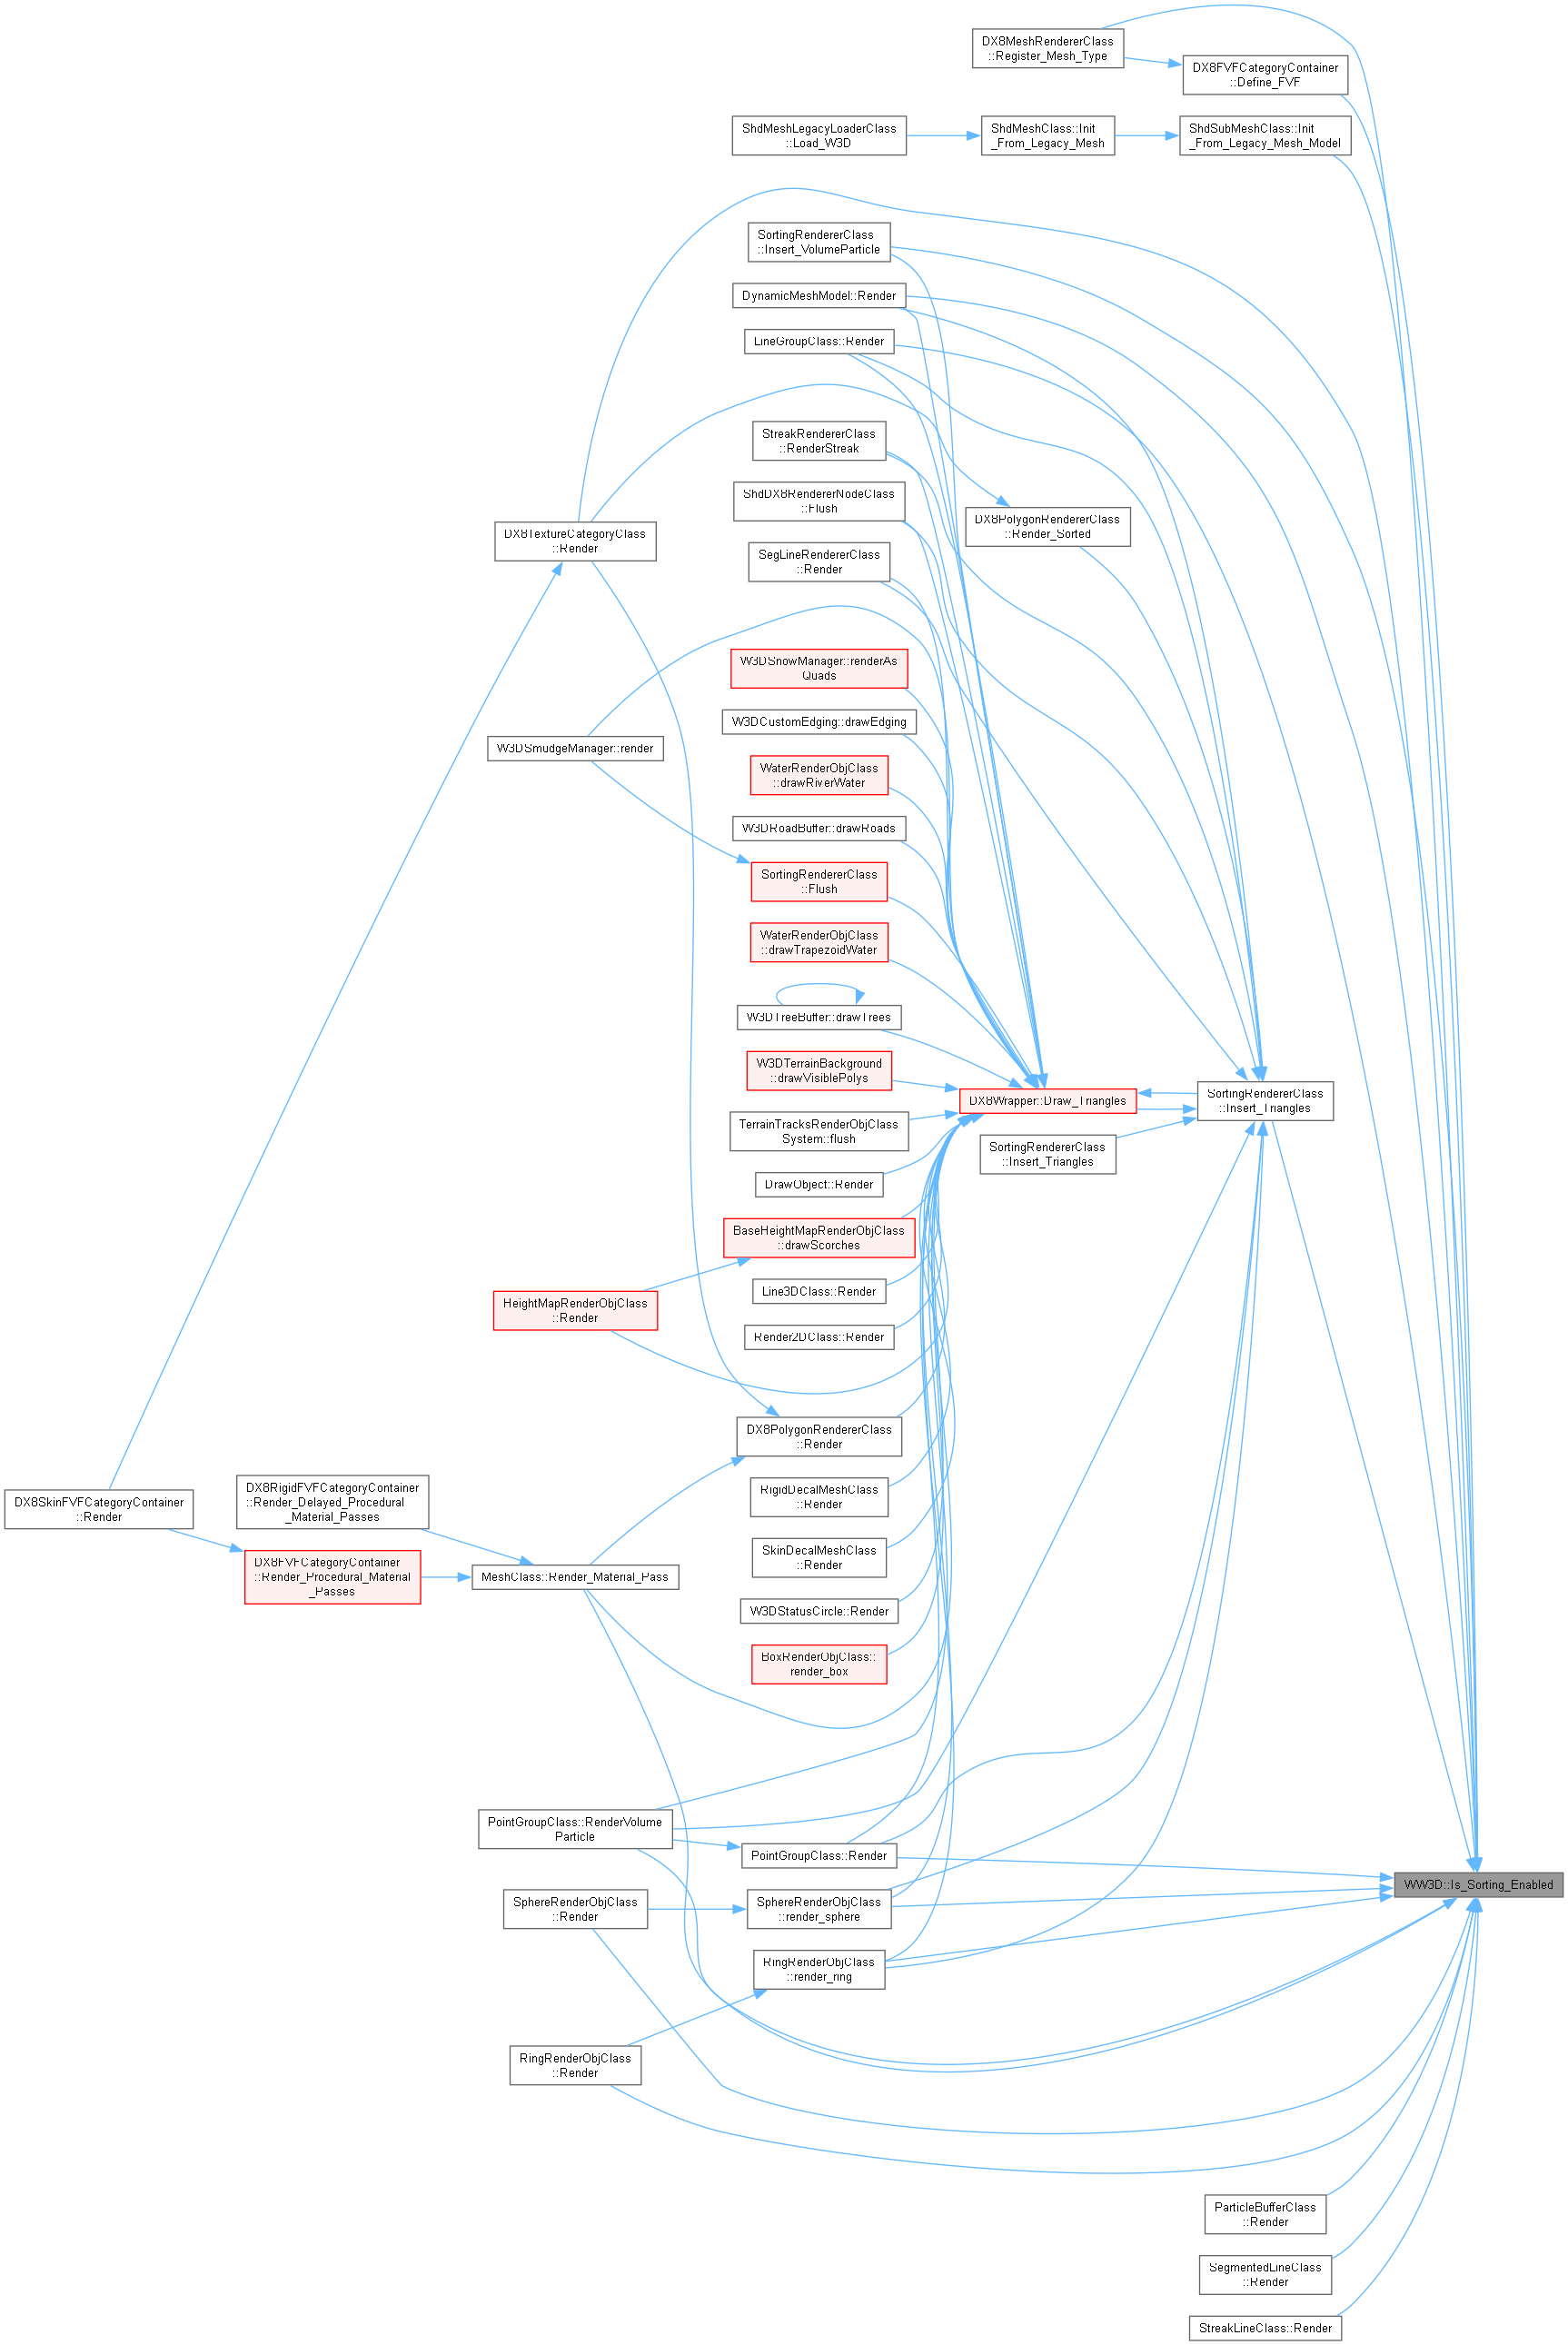 DX8MeshRendererClass
::Register_Mesh_Type
DX8FVFCategoryContainer
::Define_FVF
ShdMeshLegacyLoaderClass
::Load_W3D
ShdMeshClass::Init
_From_Legacy_Mesh
ShdSubMeshClass::Init
_From_Legacy_Mesh_Model
SortingRendererClass
::Insert_VolumeParticle
DynamicMeshModel::Render
LineGroupClass::Render
StreakRendererClass
::RenderStreak
ShdDX8RendererNodeClass
::Flush
DX8PolygonRendererClass
::Render_Sorted
DX8TextureCategoryClass
::Render
SegLineRendererClass
::Render
W3DSnowManager::renderAs
Quads
W3DCustomEdging::drawEdging
W3DSmudgeManager::render
WaterRenderObjClass
::drawRiverWater
W3DRoadBuffer::drawRoads
SortingRendererClass
::Flush
WaterRenderObjClass
::drawTrapezoidWater
W3DTreeBuffer::drawTrees
W3DTerrainBackground
::drawVisiblePolys
DX8Wrapper::Draw_Triangles
SortingRendererClass
::Insert_Triangles
TerrainTracksRenderObjClass
System::flush
SortingRendererClass
::Insert_Triangles
DrawObject::Render
BaseHeightMapRenderObjClass
::drawScorches
Line3DClass::Render
HeightMapRenderObjClass
::Render
Render2DClass::Render
DX8PolygonRendererClass
::Render
RigidDecalMeshClass
::Render
DX8RigidFVFCategoryContainer
::Render_Delayed_Procedural
_Material_Passes
DX8SkinFVFCategoryContainer
::Render
SkinDecalMeshClass
::Render
DX8FVFCategoryContainer
::Render_Procedural_Material
_Passes
MeshClass::Render_Material_Pass
W3DStatusCircle::Render
BoxRenderObjClass::
render_box
PointGroupClass::RenderVolume
Particle
PointGroupClass::Render
WW3D::Is_Sorting_Enabled
SphereRenderObjClass
::Render
SphereRenderObjClass
::render_sphere
RingRenderObjClass
::render_ring
RingRenderObjClass
::Render
ParticleBufferClass
::Render
SegmentedLineClass
::Render
StreakLineClass::Render